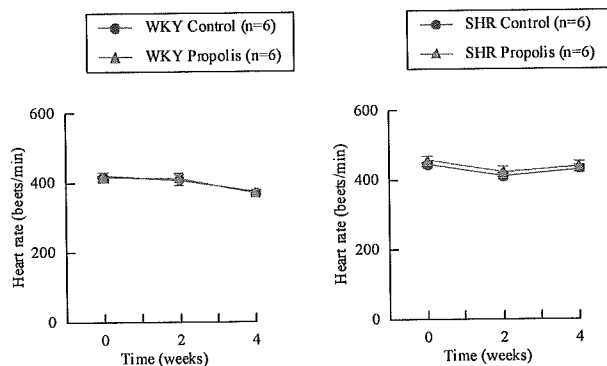 WKY Control (n=6)
WKY Propolis (n=6)
600
400
200
0
Heart rate (beets/min)
0 2 4
Time (weeks)
SHR Control (n=6)
SHR Propolis (n=6)
600
400
200
0
Heart rate (beets/min)
0 2 4
Time (weeks)